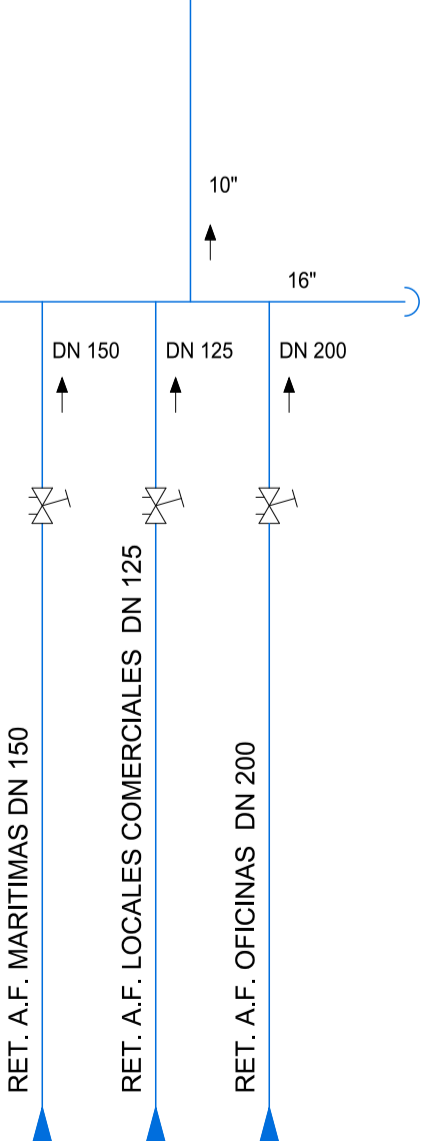 10"
16"
DN 150
DN 125
DN 200
RET. A.F. MARITIMAS DN 150
RET. A.F. LOCALES COMERCIALES DN 125
RET. A.F. OFICINAS DN 200